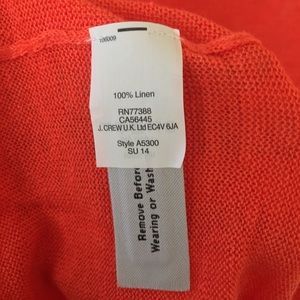 100% Linen
RN77388
CA56445
J. CREW U.K. Ltd EC4V 6JA
Style A5300
SU 14
Remove Before
Wearing or Wash